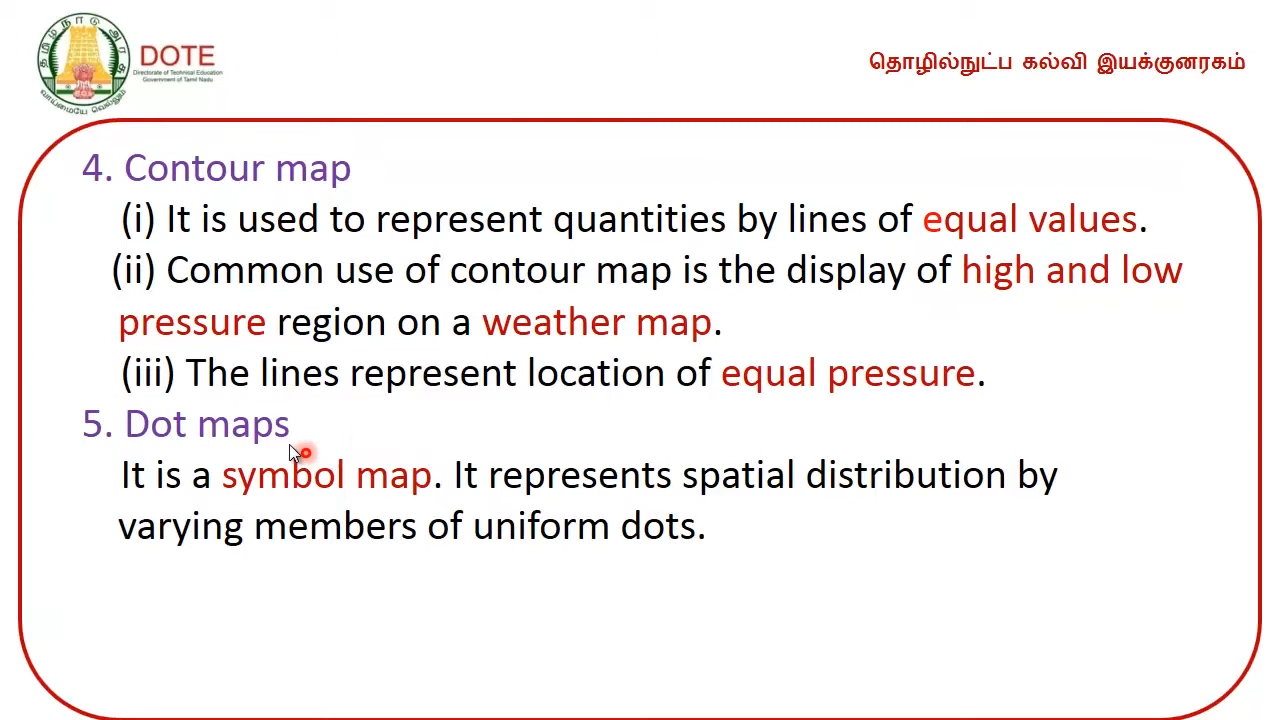 தமிழ்நாடு அரசு
வாய்மையே வெல்லும்
DOTE
Directorate of Technical Education
Government of Tamil Nadu
தொழில்நுட்ப கல்வி இயக்குனரகம்
4. Contour map
(i) It is used to represent quantities by lines of equal values.
(ii) Common use of contour map is the display of high and low
pressure region on a weather map.
(iii) The lines represent location of equal pressure.
5. Dot maps
It is a symbol map. It represents spatial distribution by
varying members of uniform dots.